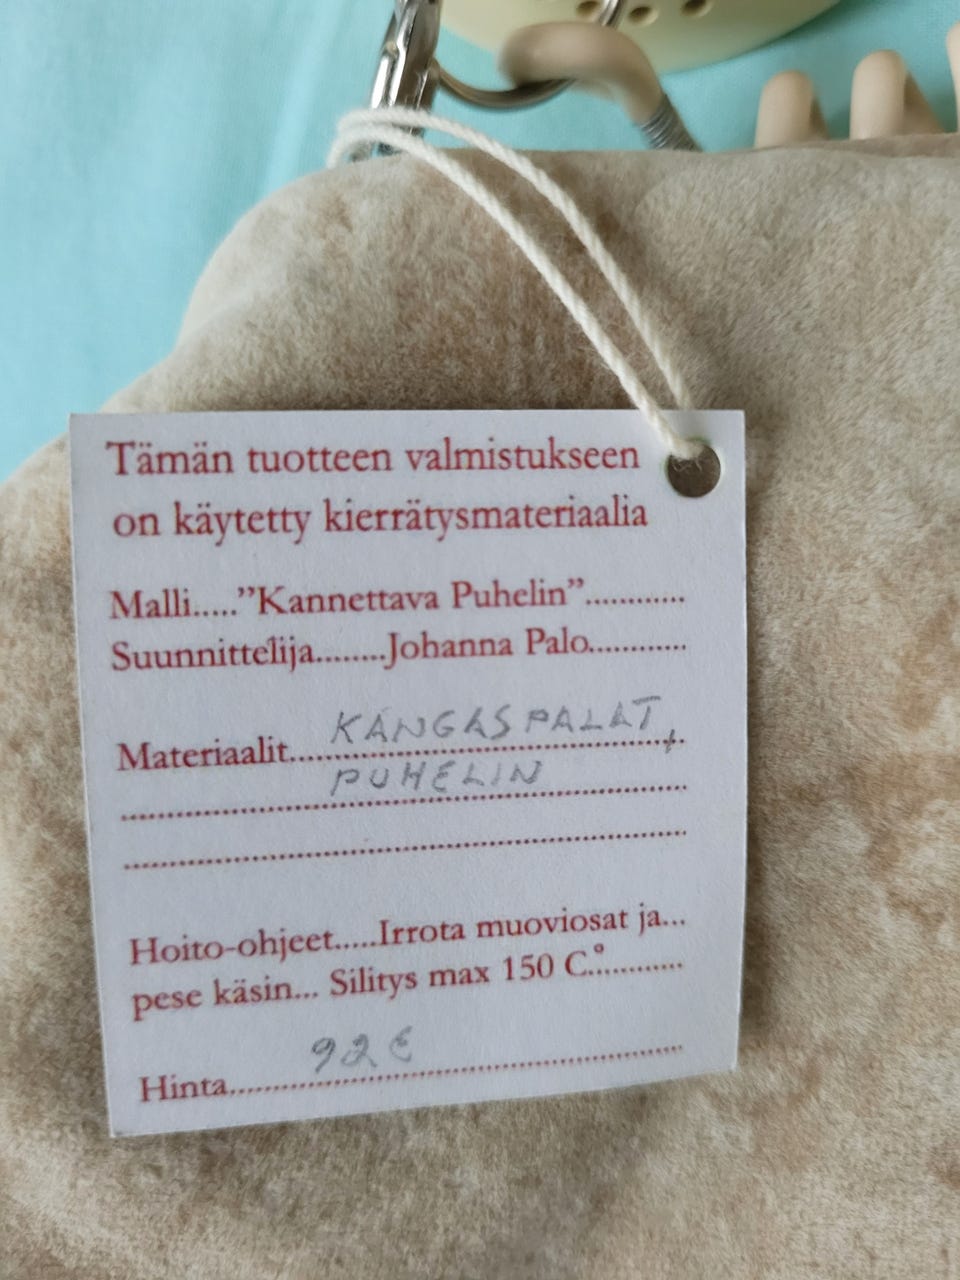 Tämän tuotteen valmistukseen
on käytetty kierrätysmateriaalia
Malli....."Kannettava Puhelin"............
Suunnittelija........Johanna Palo............
Materiaalit....KANGASPALAT,
PUHELIN
Hoito-ohjeet.....Irrota muoviosat ja...
pese käsin... Silitys max 150 C°............
92 €
Hinta............................................................